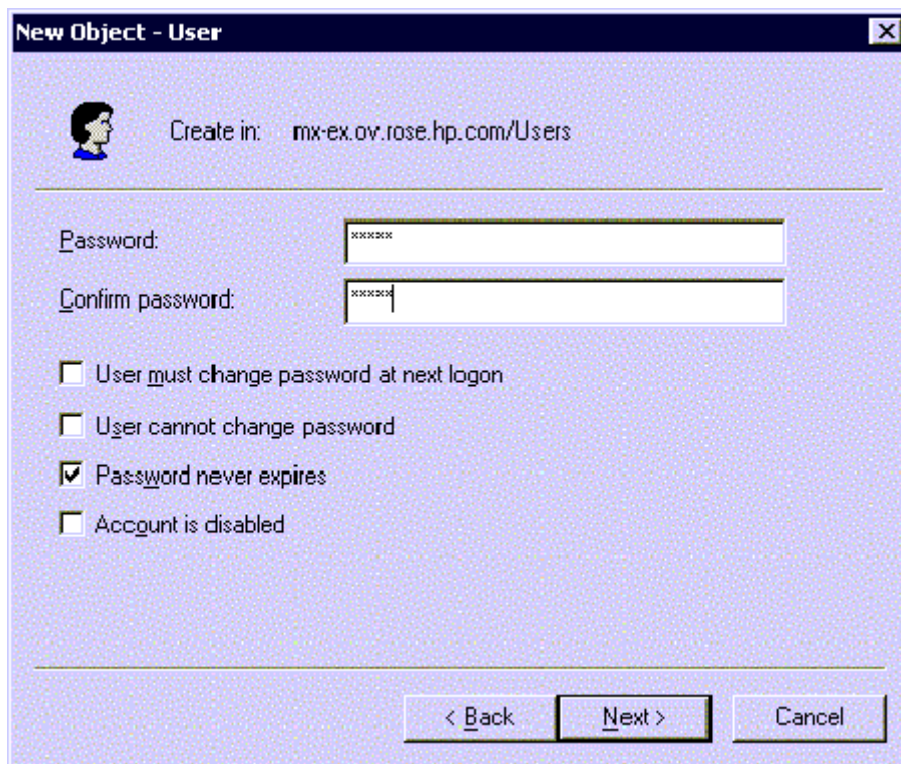 New Object - User
Create in: mx-ex.ov.rose.hp.com/Users
Password: *****
Confirm password: *****
User must change password at next logon
User cannot change password
Password never expires
Account is disabled
< Back Next > Cancel